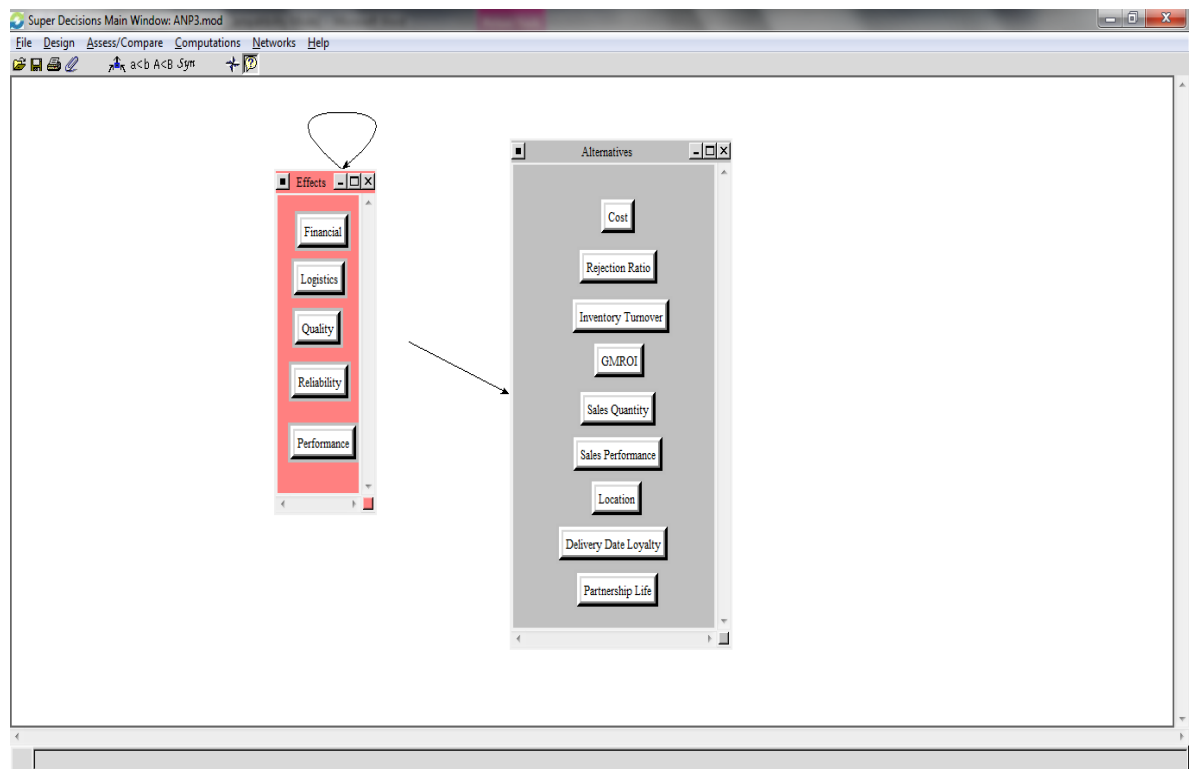 Super Decisions Main Window: ANP3.mod
File Design Assess/Compare Computations Networks Help
a<b A<B Syn
Effects
Financial
Logistics
Quality
Reliability
Performance
Alternatives
Cost
Rejection Ratio
Inventory Turnover
GMROI
Sales Quantity
Sales Performance
Location
Delivery Date Loyalty
Partnership Life